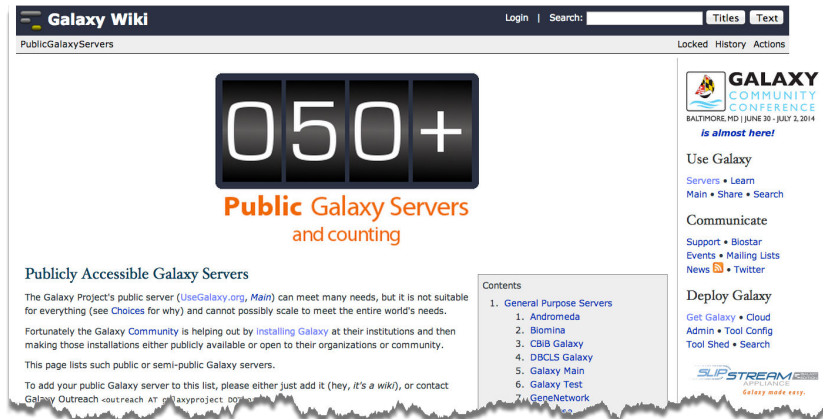 Galaxy Wiki
Login | Search: Titles Text
PublicGalaxyServers
Locked History Actions
050+
Public Galaxy Servers
and counting
GALAXY
COMMUNITY
CONFERENCE
BALTIMORE, MD | JUNE 30 - JULY 2, 2014
is almost here!
Use Galaxy
Servers • Learn
Main • Share • Search
Communicate
Support • Biostar
Events • Mailing Lists
News • Twitter
Deploy Galaxy
Get Galaxy • Cloud
Admin • Tool Config
Tool Shed • Search
SLIPSTREAM
APPLIANCE
Galaxy made easy.
Publicly Accessible Galaxy Servers
The Galaxy Project's public server (UseGalaxy.org, Main) can meet many needs, but it is not suitable
for everything (see Choices for why) and cannot possibly scale to meet the entire world's needs.
Fortunately the Galaxy Community is helping out by installing Galaxy at their institutions and then
making those installations either publicly available or open to their organizations or community.
This page lists such public or semi-public Galaxy servers.
To add your public Galaxy server to this list, please either just add it (hey, it's a wiki), or contact
Galaxy Outreach <outreach AT
Contents
1. General Purpose Servers
1. Andromeda
2. Biomina
3. CBiB Galaxy
4. DBCLS Galaxy
5. Galaxy Main
6. Galaxy Test
7. GeneNetwork